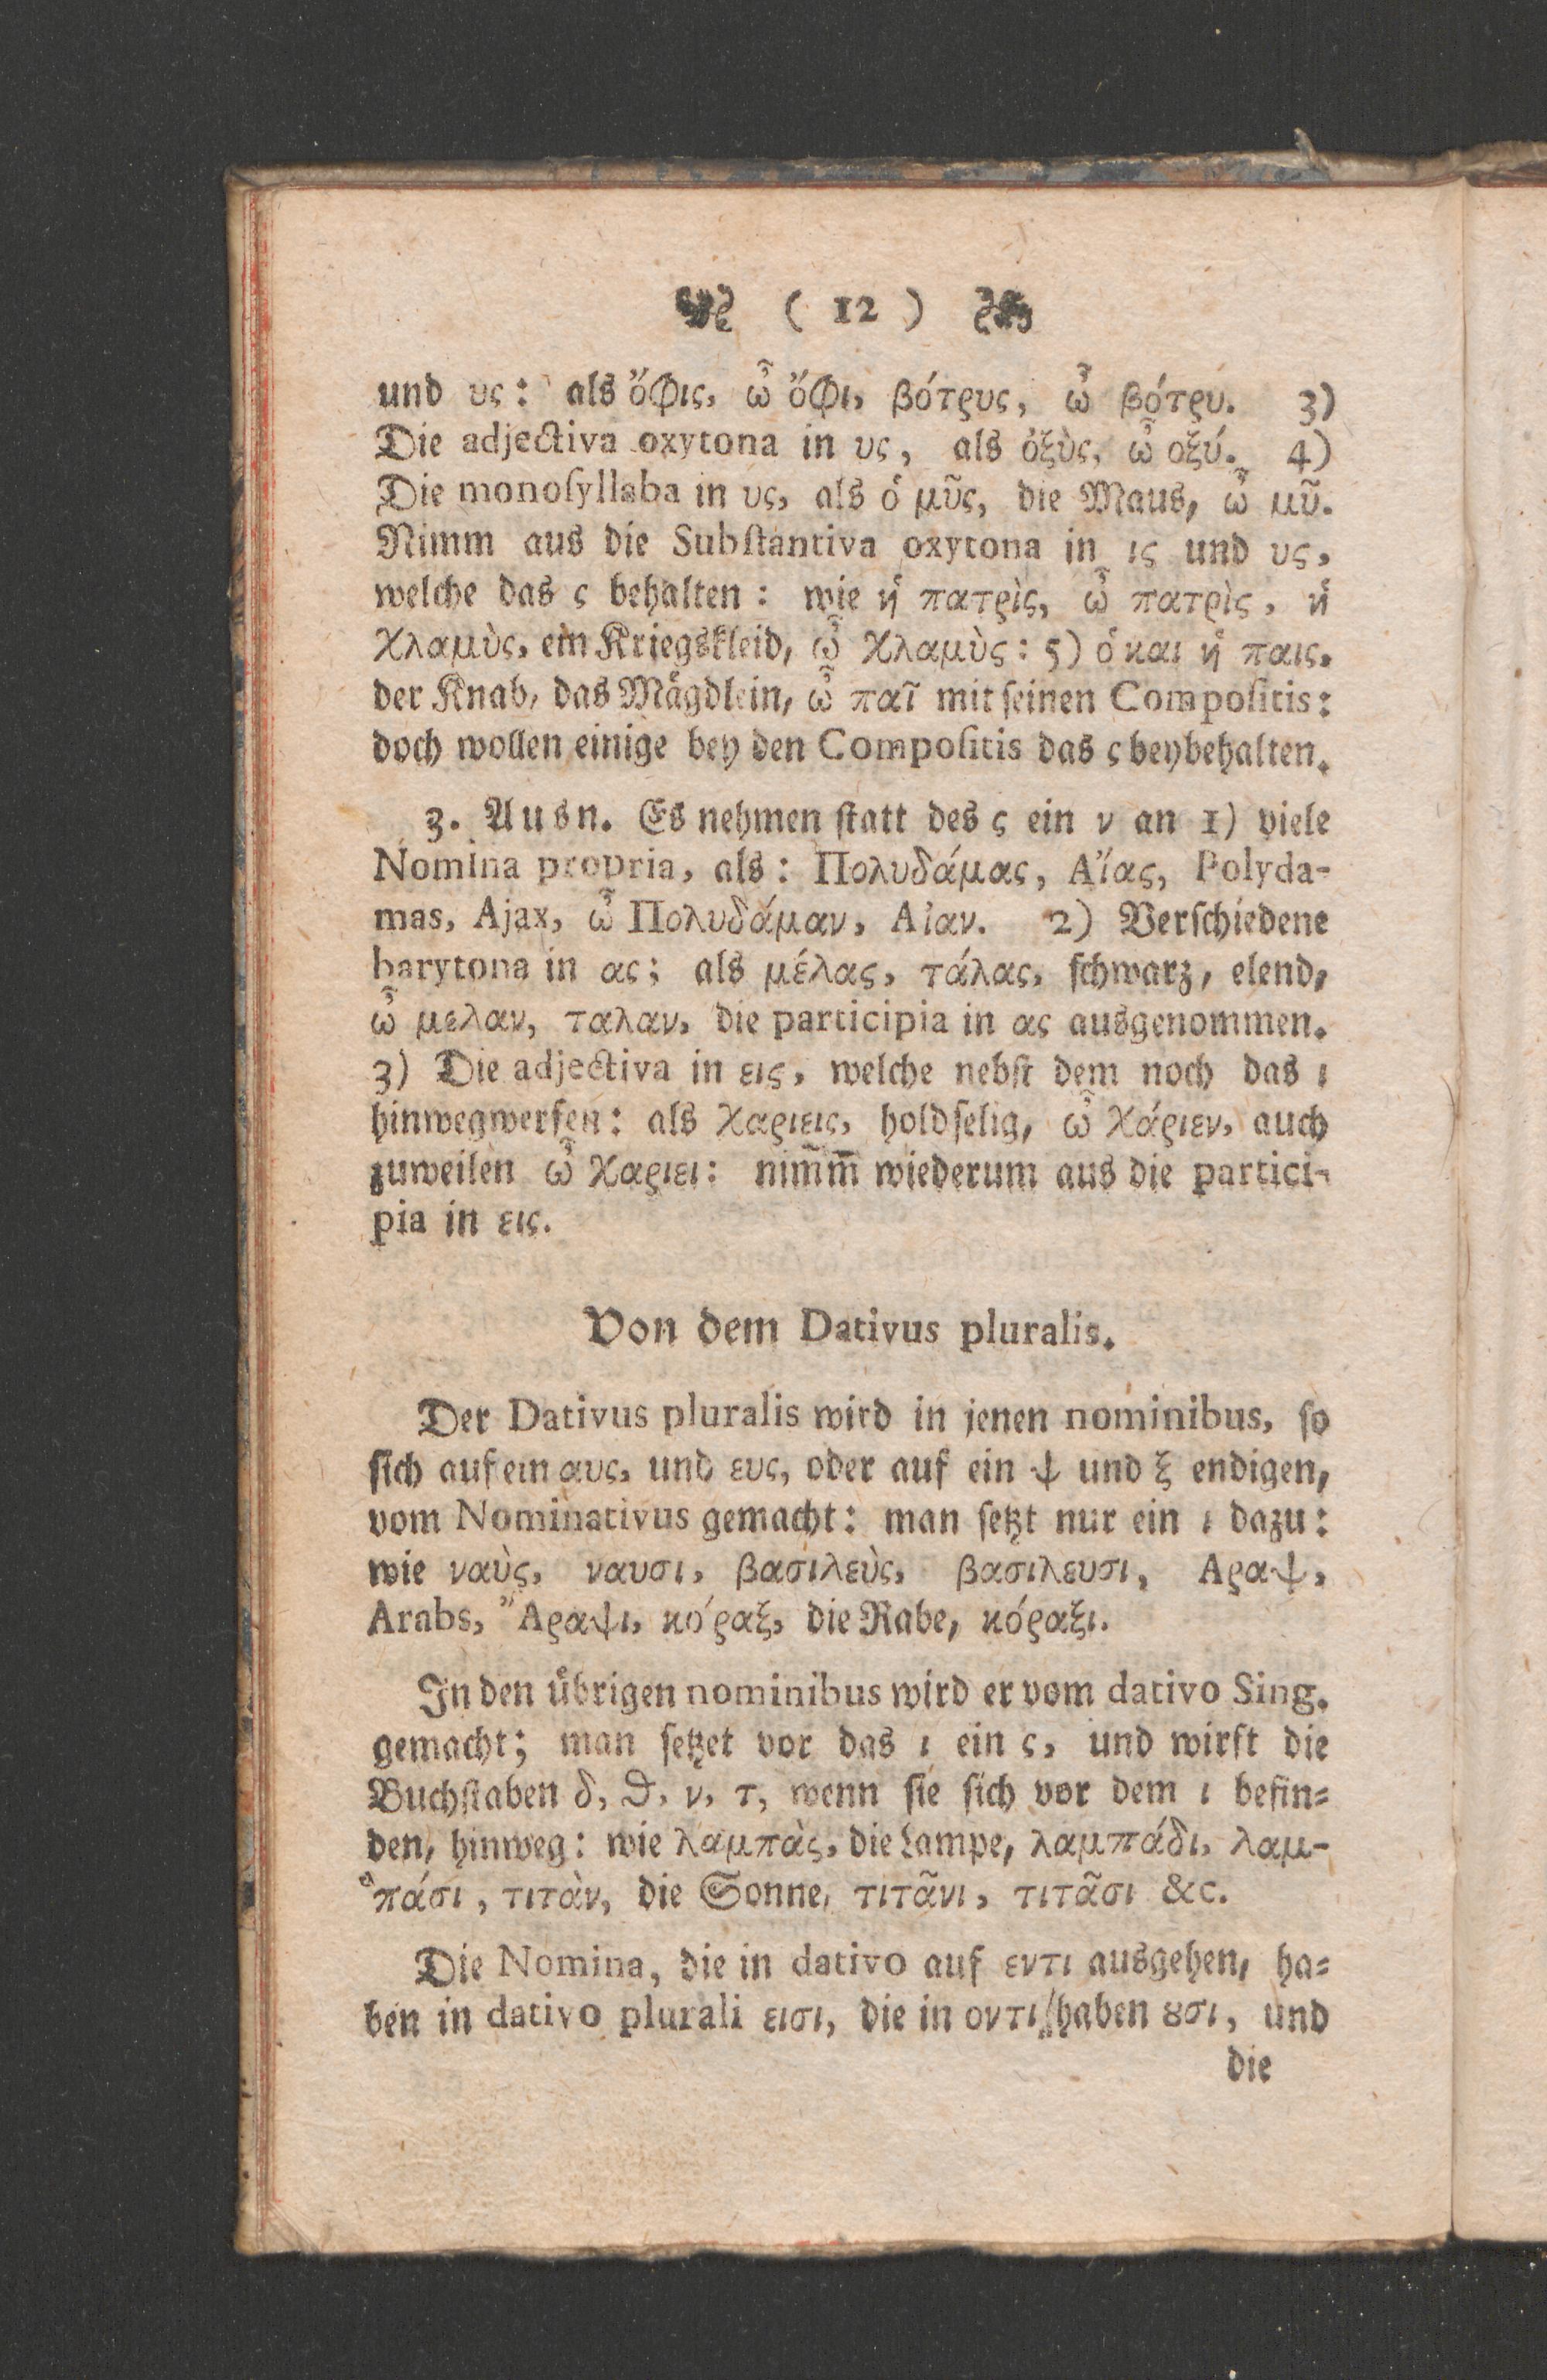 ( 12 )
und υς: als ὄφις, ὦ ὄφι, βότρυς, ὦ βότρυ. 3)
Die adjectiva oxytona in υς, als ὀξὺς, ὦ οξύ. 4)
Die monoſyllaba in υς, als ὁ μῦς, die Maus, ὦ μῦ.
Nimm aus die Subſtantiva oxytona in ις und υς,
welche das ς behalten: wie ἡ πατρὶς, ὦ πατρὶς, ἡ
χλαμὺς, ein Kriegskleid, ὦ χλαμὺς: 5) ὁ και ἡ παις,
der Knab, das Mägdlein, ὦ παῖ mit ſeinen Compoſitis:
doch wollen einige bey den Compoſitis das ς beybehalten.
3. Ausn. Es nehmen ſtatt des ς ein ν an 1) viele
Nomina propria, als: Πολυδάμας, Αἴας, Polyda-
mas, Ajax, ὦ Πολυδάμαν, Αἰαν. 2) Verſchiedene
barytona in ας; als μέλας, τάλας, ſchwarz, elend,
ὦ μελαν, ταλαν, die participia in ας ausgenommen.
3) Die adjectiva in εις, welche nebſt dem noch das ι
hinwegwerfen: als χαριεις, holdſelig, ὦ χάριεν, auch
zuweilen ὦ χαριει: nim̅m̅ wiederum aus die partici-
pia in εις.
Von dem Dativus pluralis.
Der Dativus pluralis wird in jenen nominibus, ſo
ſich auf ein αυς, und ευς, oder auf ein ψ und ξ endigen,
vom Nominativus gemacht: man ſetzt nur ein ι dazu:
wie ναὺς, ναυσι, βασιλεὺς, βασιλευσι, Αραψ,
Arabs, Ἄραψι, κόραξ, die Rabe, κόραξι.
In den übrigen nominibus wird er vom dativo Sing.
gemacht; man ſetzet vor das ι ein ς, und wirft die
Buchſtaben δ, θ, ν, τ, wenn ſie ſich vor dem ι befin-
den, hinweg: wie λαμπὰς, die Lampe, λαμπάδι, λαμ-
πάσι, τιτὰν, die Sonne, τιτᾶνι, τιτᾶσι &c.
Die Nomina, die in dativo auf εντι ausgehen, ha-
ben in dativo plurali εισι, die in οντι haben ȣσι, und
die